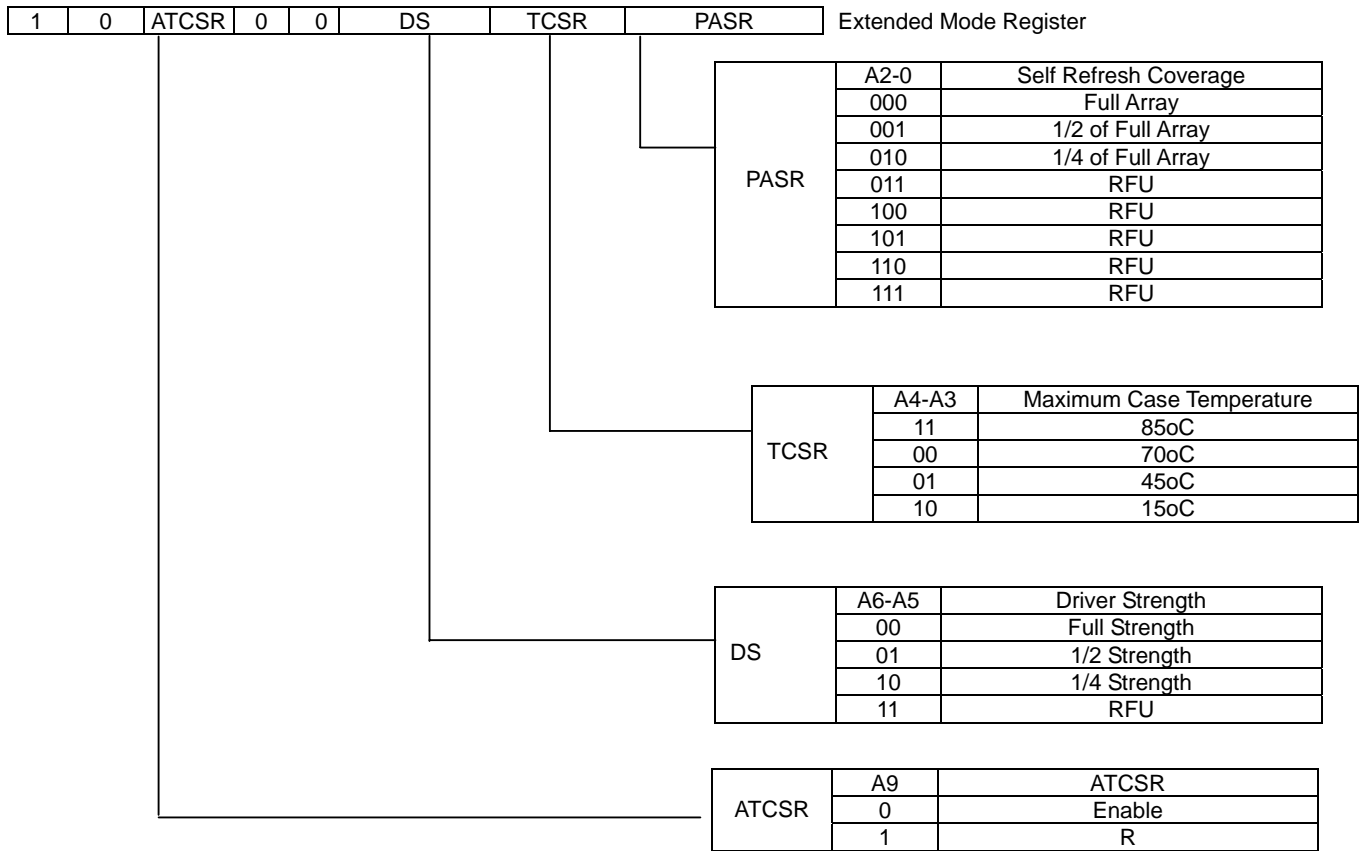 1 0 ATCSR 0 0 DS TCSR PASR Extended Mode Register
PASR
A2-0 Self Refresh Coverage
000 Full Array
001 1/2 of Full Array
010 1/4 of Full Array
011 RFU
100 RFU
101 RFU
110 RFU
111 RFU
TCSR
A4-A3 Maximum Case Temperature
11 85oC
00 70oC
01 45oC
10 15oC
DS
A6-A5 Driver Strength
00 Full Strength
01 1/2 Strength
10 1/4 Strength
11 RFU
ATCSR
A9 ATCSR
0 Enable
1 R